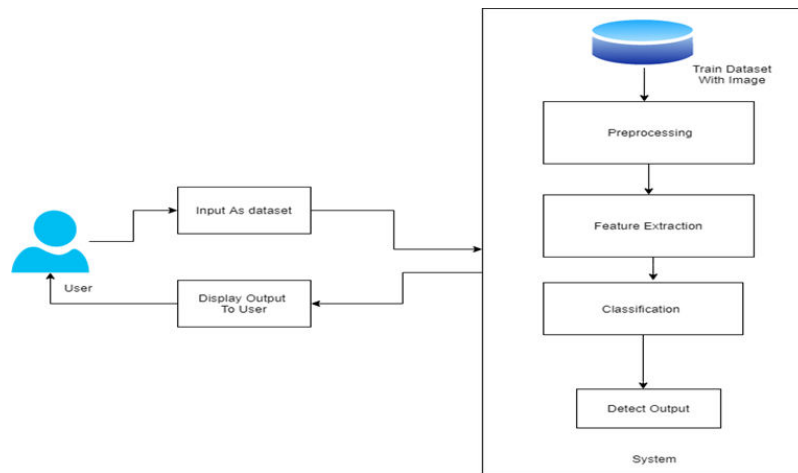 Train Dataset
With Image
Preprocessing
Input As dataset
Feature Extraction
User
Display Output
To User
Classification
Detect Output
System